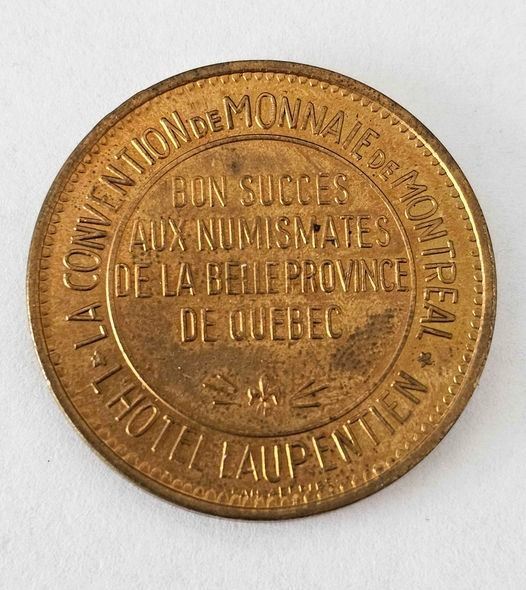 LA CONVENTION DE MONNAIE DE MONTREAL
BON SUCCES
AUX NUMISMATES
DE LA BELLE PROVINCE
DE QUEBEC
L'HOTEL LAUPENTIEN